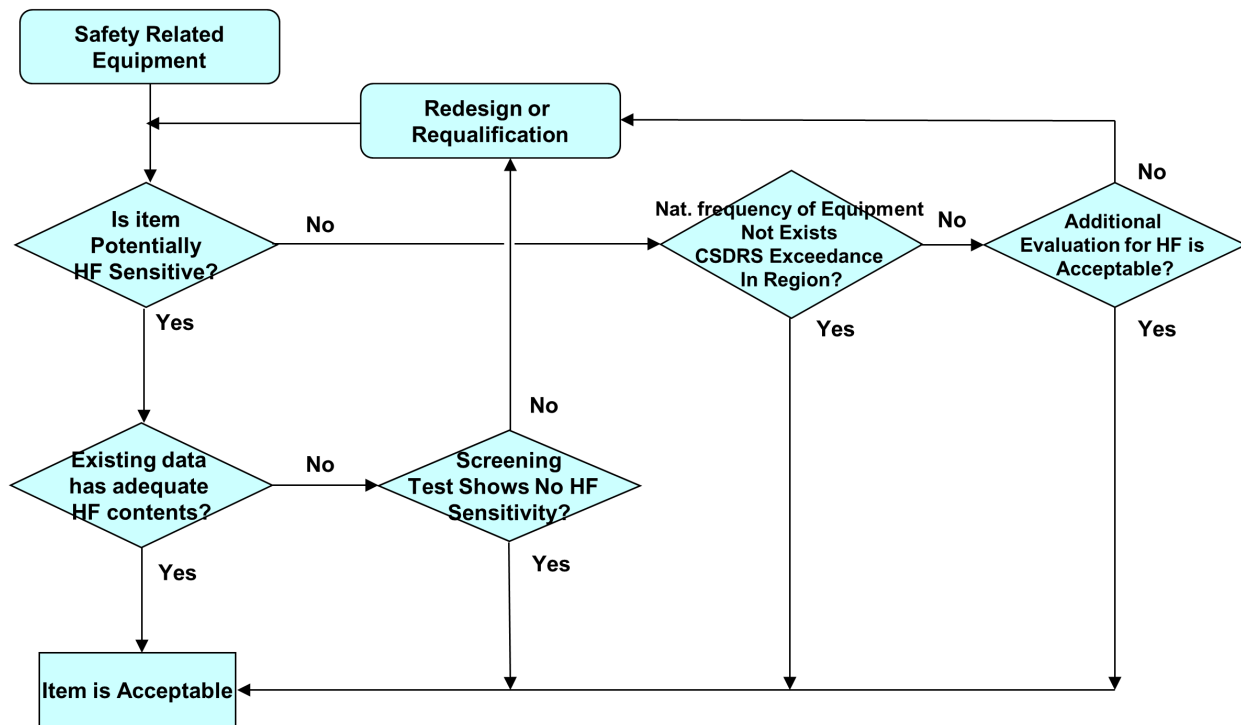 Safety Related
Equipment
Redesign or
Requalification
No
Is item
Potentially
HF Sensitive?
No
Nat. frequency of Equipment
Not Exists
CSDRS Exceedance
In Region?
No
Additional
Evaluation for HF is
Acceptable?
Yes
Yes
Yes
No
Existing data
has adequate
HF contents?
No
Screening
Test Shows No HF
Sensitivity?
Yes
Yes
Item is Acceptable